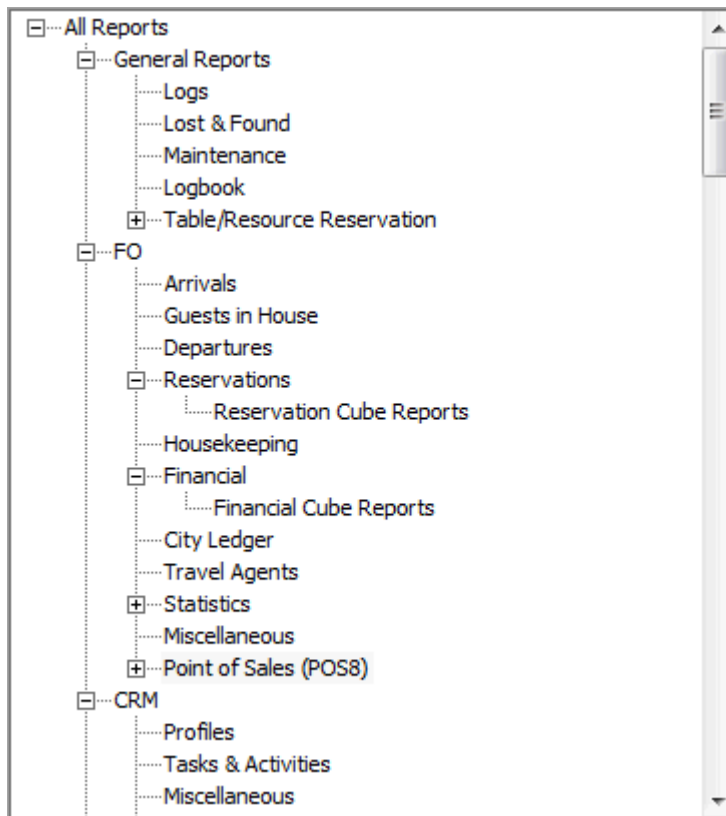 All Reports
General Reports
Logs
Lost & Found
Maintenance
Logbook
Table/Resource Reservation
FO
Arrivals
Guests in House
Departures
Reservations
Reservation Cube Reports
Housekeeping
Financial
Financial Cube Reports
City Ledger
Travel Agents
Statistics
Miscellaneous
Point of Sales (POS8)
CRM
Profiles
Tasks & Activities
Miscellaneous